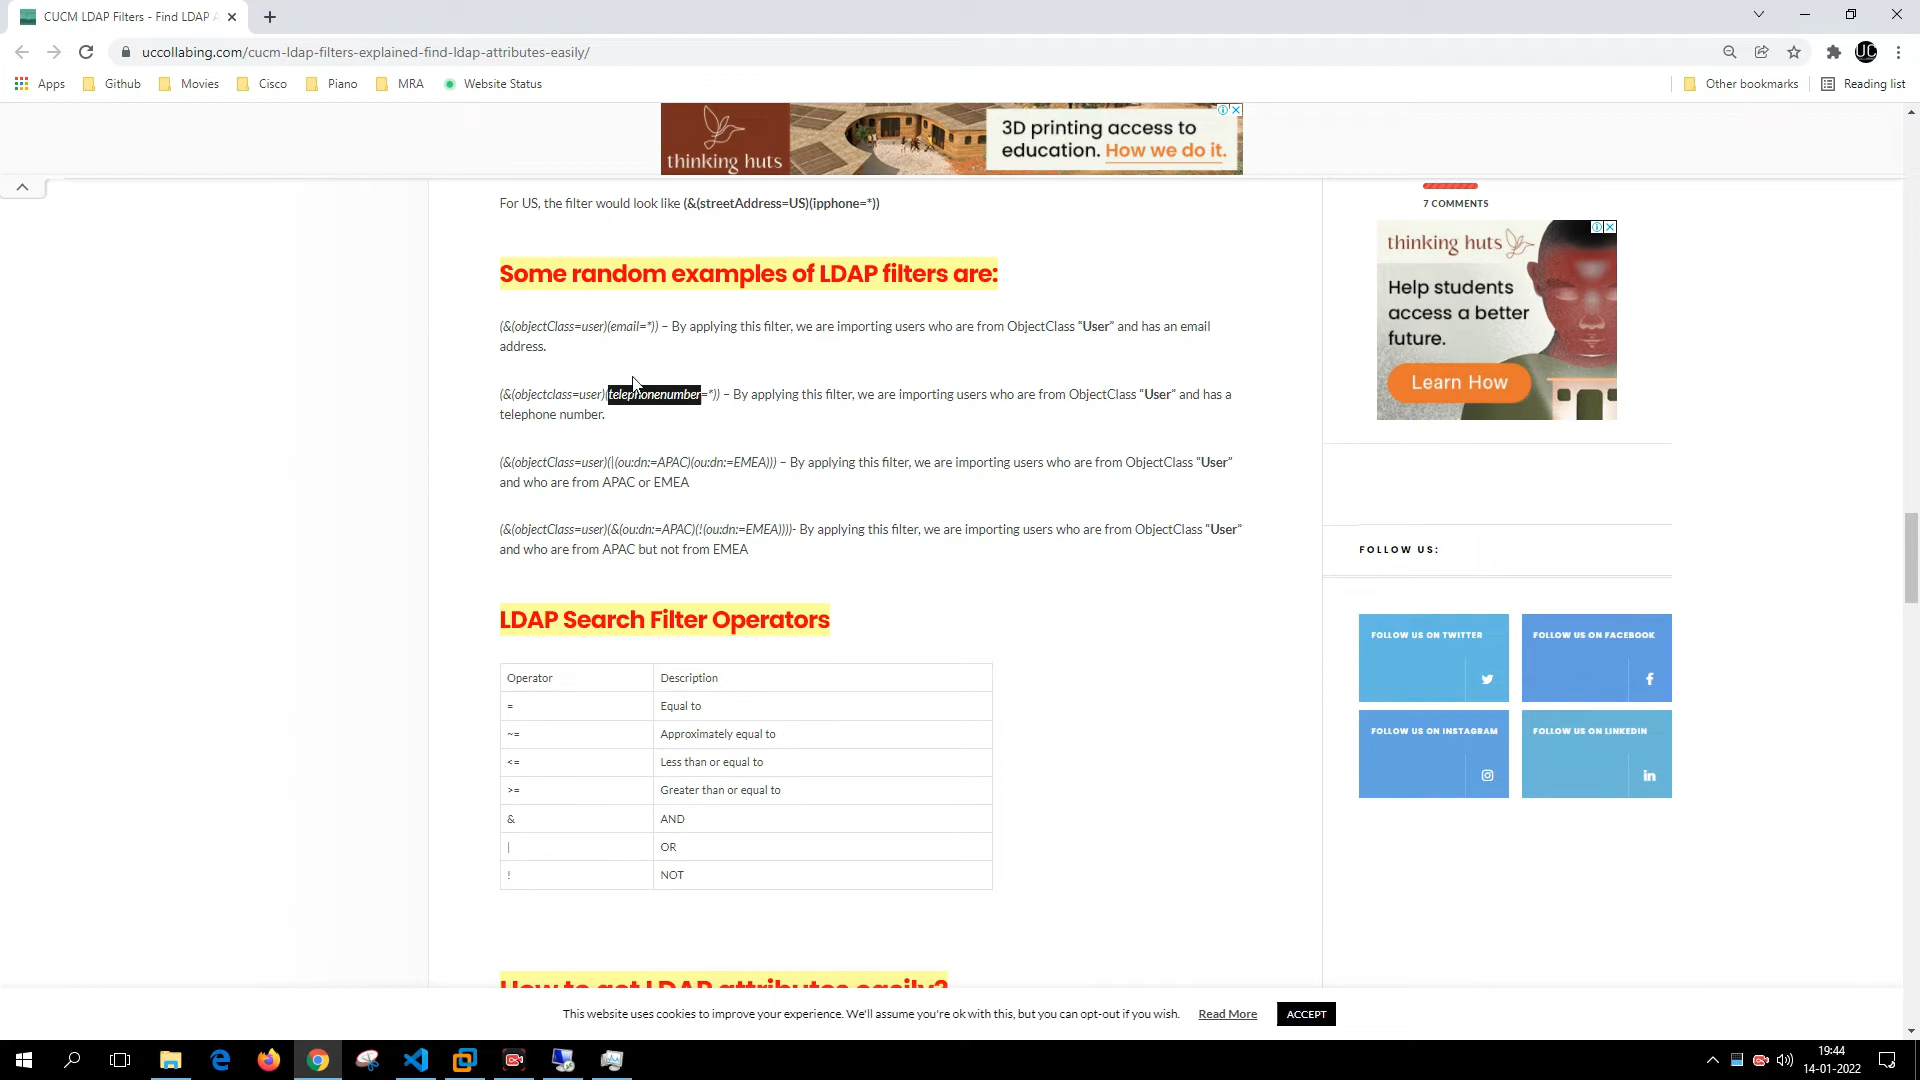 CUCM LDAP Filters - Find LDAP A
uccollabing.com/cucm-ldap-filters-explained-find-ldap-attributes-easily/
Apps
Github
Movies
Cisco
Piano
MRA
Website Status
Other bookmarks
Reading list
thinking huts
3D printing access to
education. How we do it.
For US, the filter would look like (&(streetAddress=US)(ipphone=*))
Some random examples of LDAP filters are:
(&(objectClass=user)(email=*)) – By applying this filter, we are importing users who are from ObjectClass “User” and has an email
address.
(&(objectclass=user)(telephonenumber=*)) – By applying this filter, we are importing users who are from ObjectClass “User” and has a
telephone number.
(&(objectClass=user)(|(ou:dn:=APAC)(ou:dn:=EMEA))) – By applying this filter, we are importing users who are from ObjectClass “User”
and who are from APAC or EMEA
(&(objectClass=user)(&(ou:dn:=APAC)(!(ou:dn:=EMEA))))- By applying this filter, we are importing users who are from ObjectClass “User”
and who are from APAC but not from EMEA
LDAP Search Filter Operators
Operator Description
= Equal to
~= Approximately equal to
<= Less than or equal to
>= Greater than or equal to
& AND
| OR
! NOT
How to get LDAP attributes easily?
7 COMMENTS
thinking huts
Help students
access a better
future.
Learn How
FOLLOW US:
FOLLOW US ON TWITTER
FOLLOW US ON FACEBOOK
FOLLOW US ON INSTAGRAM
FOLLOW US ON LINKEDIN
This website uses cookies to improve your experience. We'll assume you're ok with this, but you can opt-out if you wish.
Read More
ACCEPT
19:44
14-01-2022